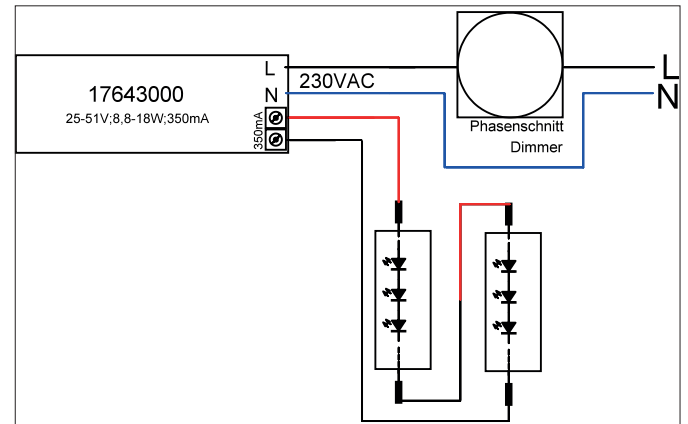 L
17643000
N
25-51V;8,8-18W;350mA
350mA
230VAC
Phasenschnitt
Dimmer
L
N